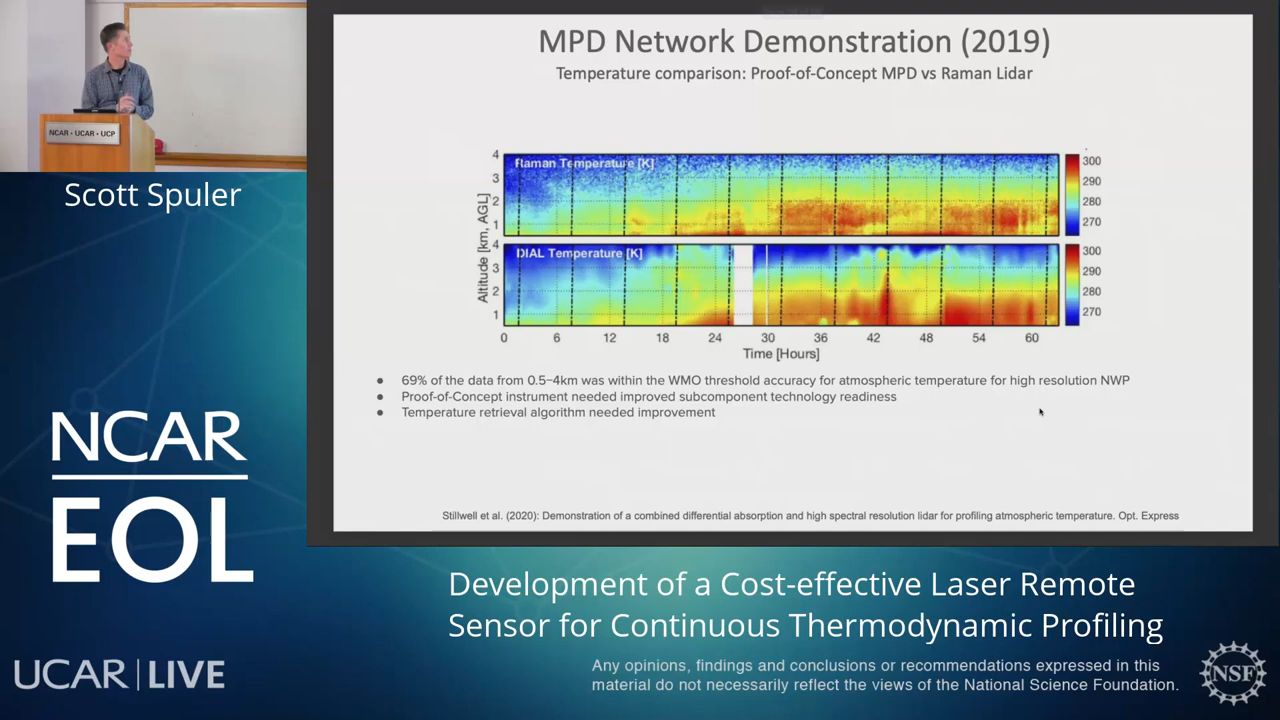 MPD Network Demonstration (2019)
Temperature comparison: Proof-of-Concept MPD vs Raman Lidar
NCAR • UCAR • UCP
Scott Spuler
Altitude [km, AGL]
4
3
2
1
Raman Temperature [K]
300
290
280
270
4
3
2
1
DIAL Temperature [K]
300
290
280
270
0 6 12 18 24 30 36 42 48 54 60
Time [Hours]
● 69% of the data from 0.5–4km was within the WMO threshold accuracy for atmospheric temperature for high resolution NWP
● Proof-of-Concept instrument needed improved subcomponent technology readiness
● Temperature retrieval algorithm needed improvement
Stillwell et al. (2020): Demonstration of a combined differential absorption and high spectral resolution lidar for profiling atmospheric temperature. Opt. Express
NCAR
EOL
UCAR | LIVE
Development of a Cost-effective Laser Remote
Sensor for Continuous Thermodynamic Profiling
Any opinions, findings and conclusions or recommendations expressed in this
material do not necessarily reflect the views of the National Science Foundation.
NSF